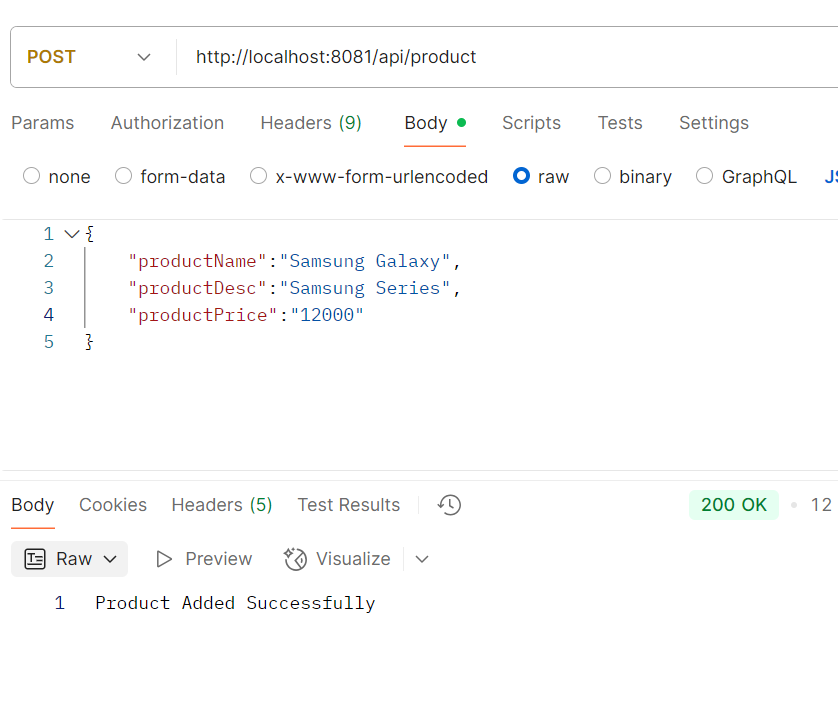 POST http://localhost:8081/api/product
Params Authorization Headers (9) Body Scripts Tests Settings
none form-data x-www-form-urlencoded raw binary GraphQL JS
1 {
2 "productName":"Samsung Galaxy",
3 "productDesc":"Samsung Series",
4 "productPrice":"12000"
5 }
Body Cookies Headers (5) Test Results 200 OK • 12
Raw Preview Visualize
1 Product Added Successfully